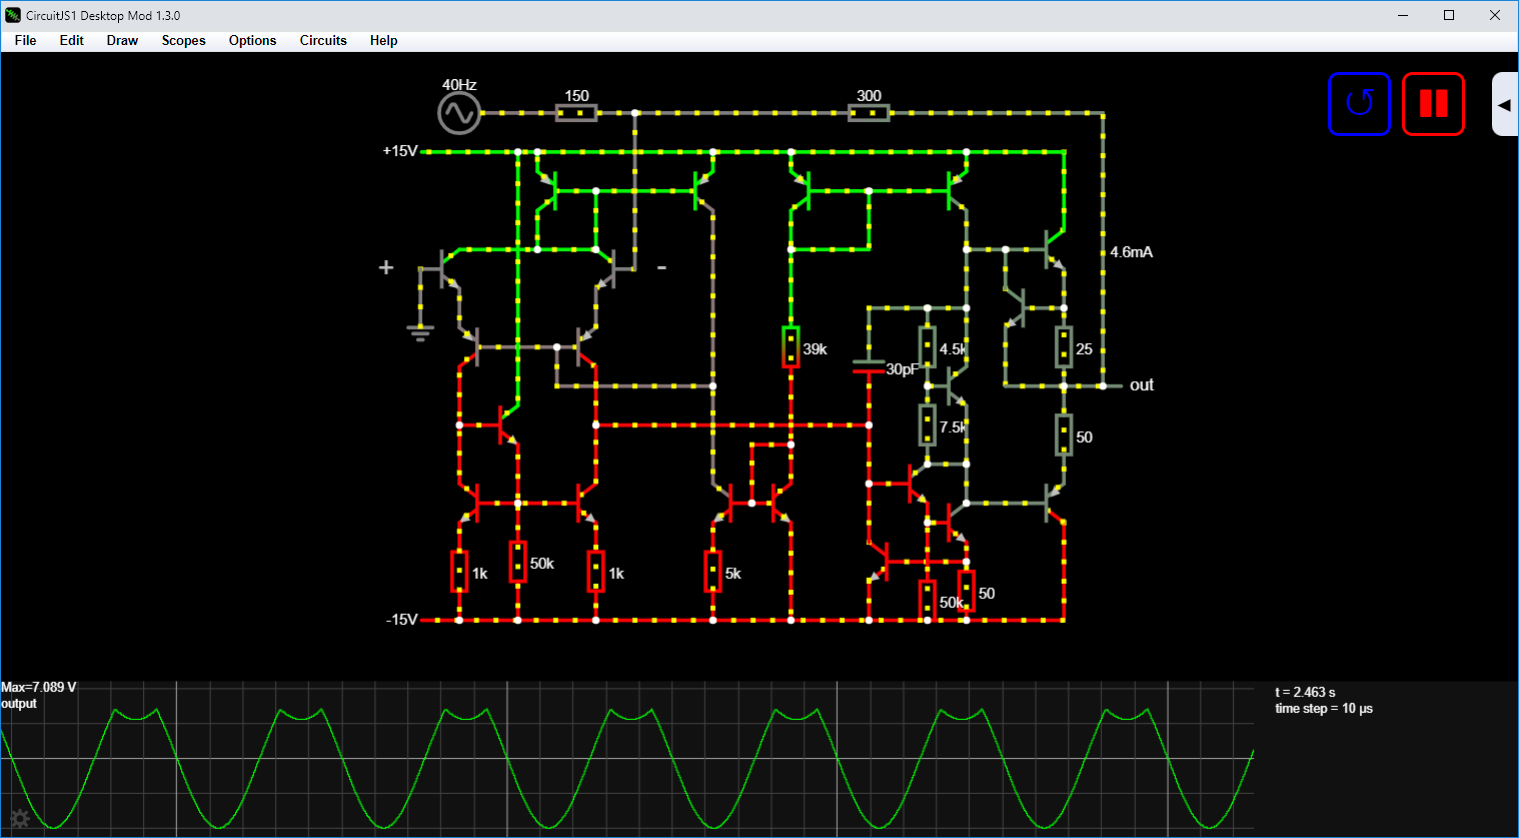 CircuitJS1 Desktop Mod 1.3.0
File Edit Draw Scopes Options Circuits Help
40Hz
150
300
+15V
+
-
4.6mA
39k
30pF
4.5k
25
out
7.5k
50
1k
50k
1k
5k
50k
50
-15V
Max=7.089 V
output
t = 2.463 s
time step = 10 µs